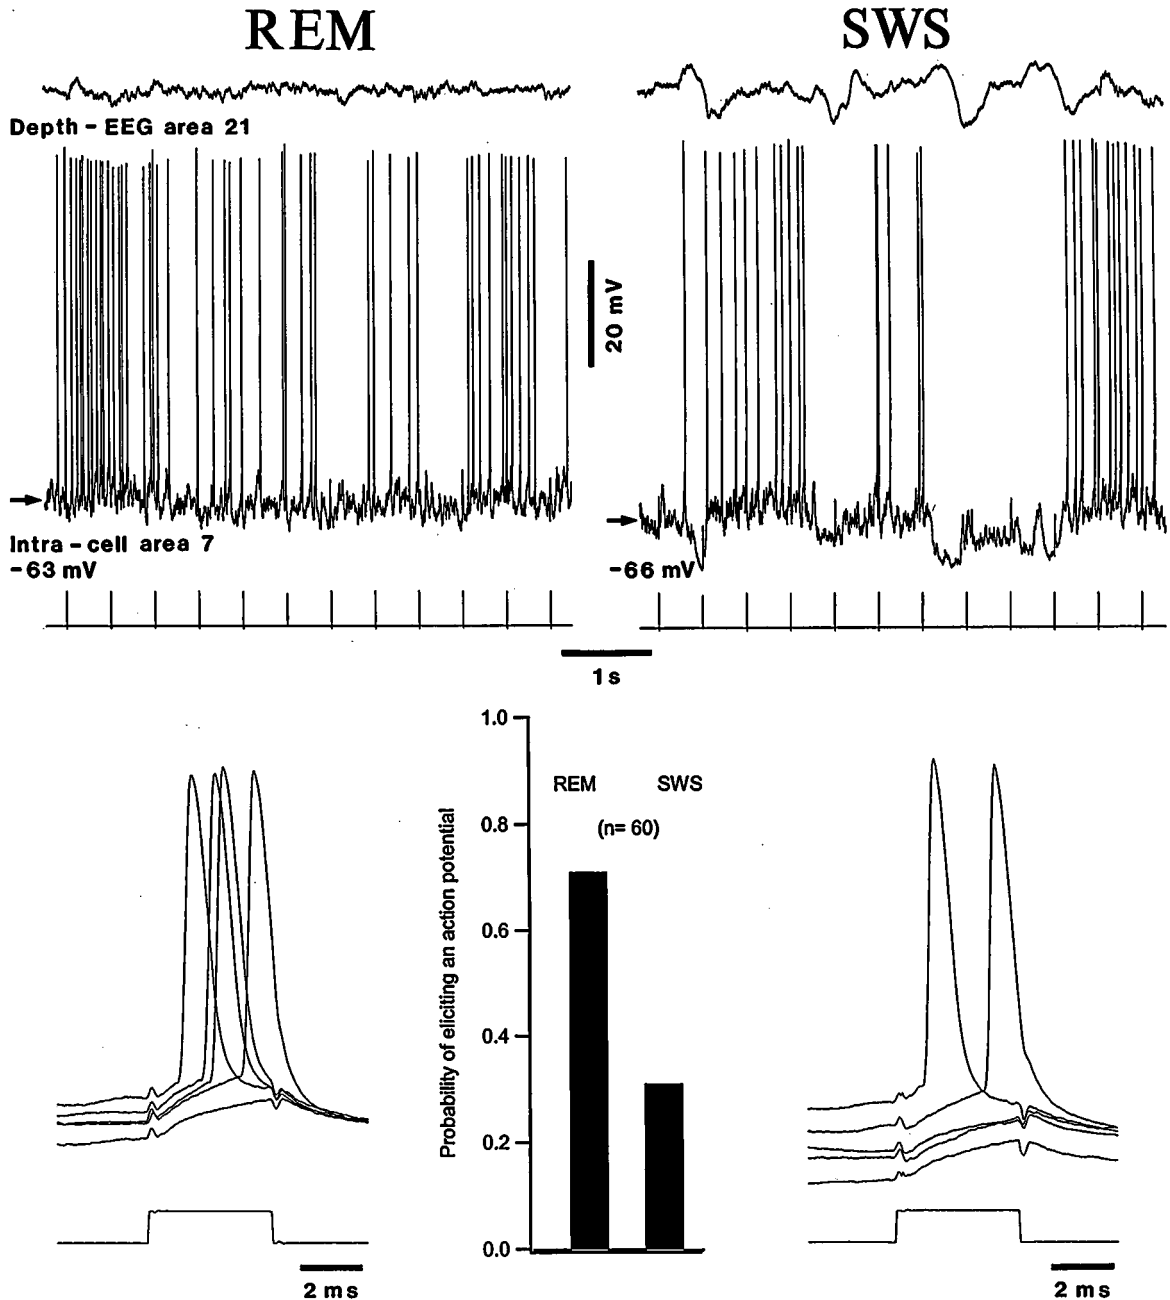 REM
SWS
Depth - EEG area 21
20 mV
Intra - cell area 7
-63 mV
-66 mV
1 s
1.0
0.8
0.6
0.4
0.2
0.0
Probability of eliciting an action potential
REM
SWS
(n= 60)
2 ms
2 ms